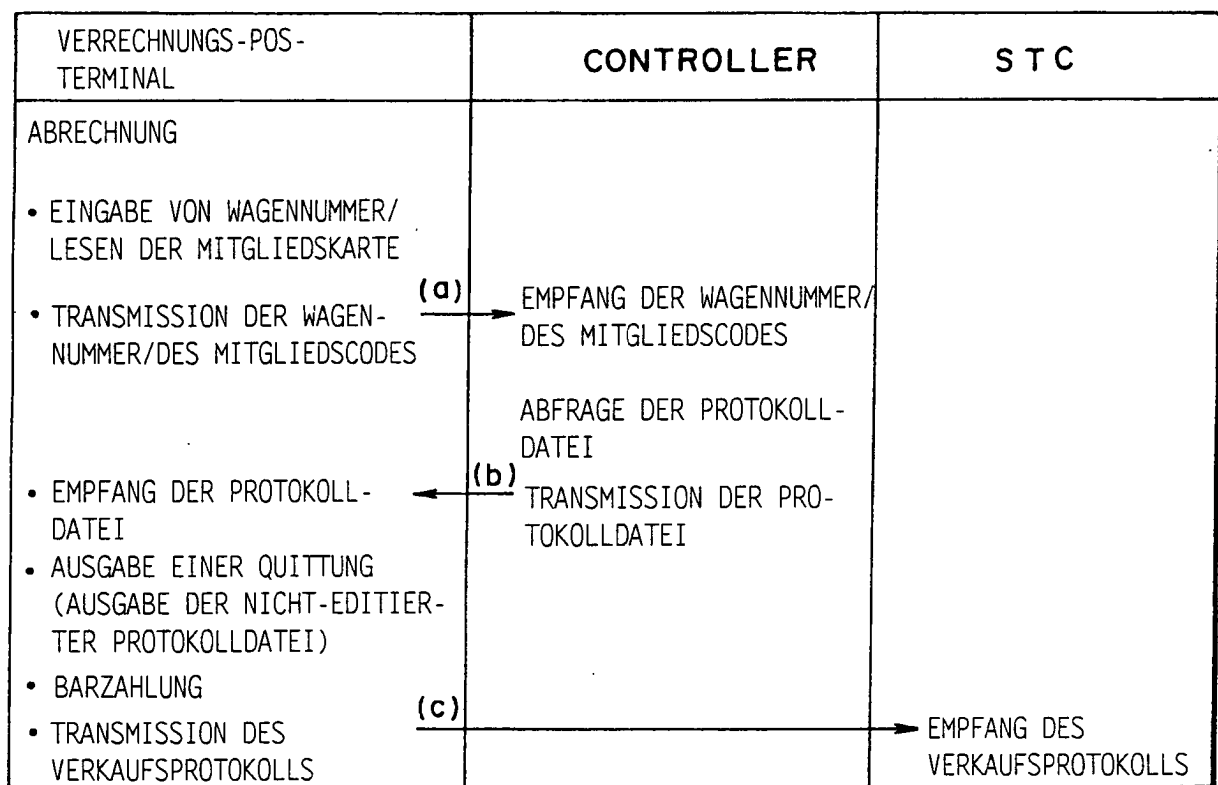 VERRECHNUNGS-POS-
TERMINAL
CONTROLLER
STC
ABRECHNUNG
• EINGABE VON WAGENNUMMER/
LESEN DER MITGLIEDSKARTE
• TRANSMISSION DER WAGEN-
NUMMER/DES MITGLIEDSCODES
(a)
EMPFANG DER WAGENNUMMER/
DES MITGLIEDSCODES
ABFRAGE DER PROTOKOLL-
DATEI
(b)
TRANSMISSION DER PRO-
TOKOLLDATEI
• EMPFANG DER PROTOKOLL-
DATEI
• AUSGABE EINER QUITTUNG
(AUSGABE DER NICHT-EDITIER-
TER PROTOKOLLDATEI)
• BARZAHLUNG
• TRANSMISSION DES
VERKAUFSPROTOKOLLS
(c)
EMPFANG DES
VERKAUFSPROTOKOLLS